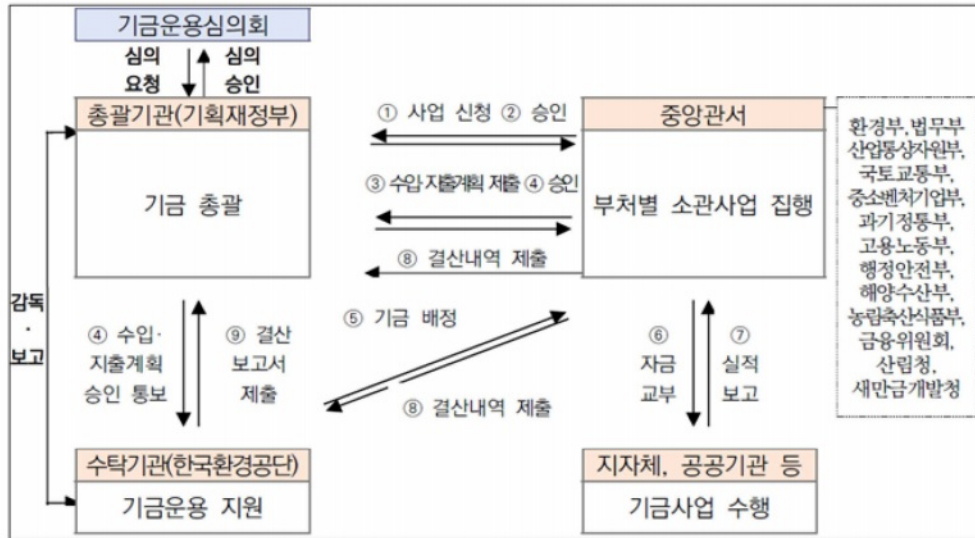 기금운용심의회
심의
요청
심의
승인
총괄기관(기획재정부)
기금 총괄
① 사업 신청 ② 승인
③ 수입·지출계획 제출 ④ 승인
⑧ 결산내역 제출
중앙관서
부처별 소관사업 집행
환경부, 법무부
산업통상자원부,
국토교통부,
중소벤처기업부,
과기정통부,
고용노동부,
행정안전부,
해양수산부,
농림축산식품부,
금융위원회,
산림청,
새만금개발청
감독
·
보고
④ 수입·
지출계획
승인 통보
⑨ 결산
보고서
제출
⑤ 기금 배정
⑧ 결산내역 제출
⑥
자금
교부
⑦
실적
보고
수탁기관(한국환경공단)
기금운용 지원
지자체, 공공기관 등
기금사업 수행